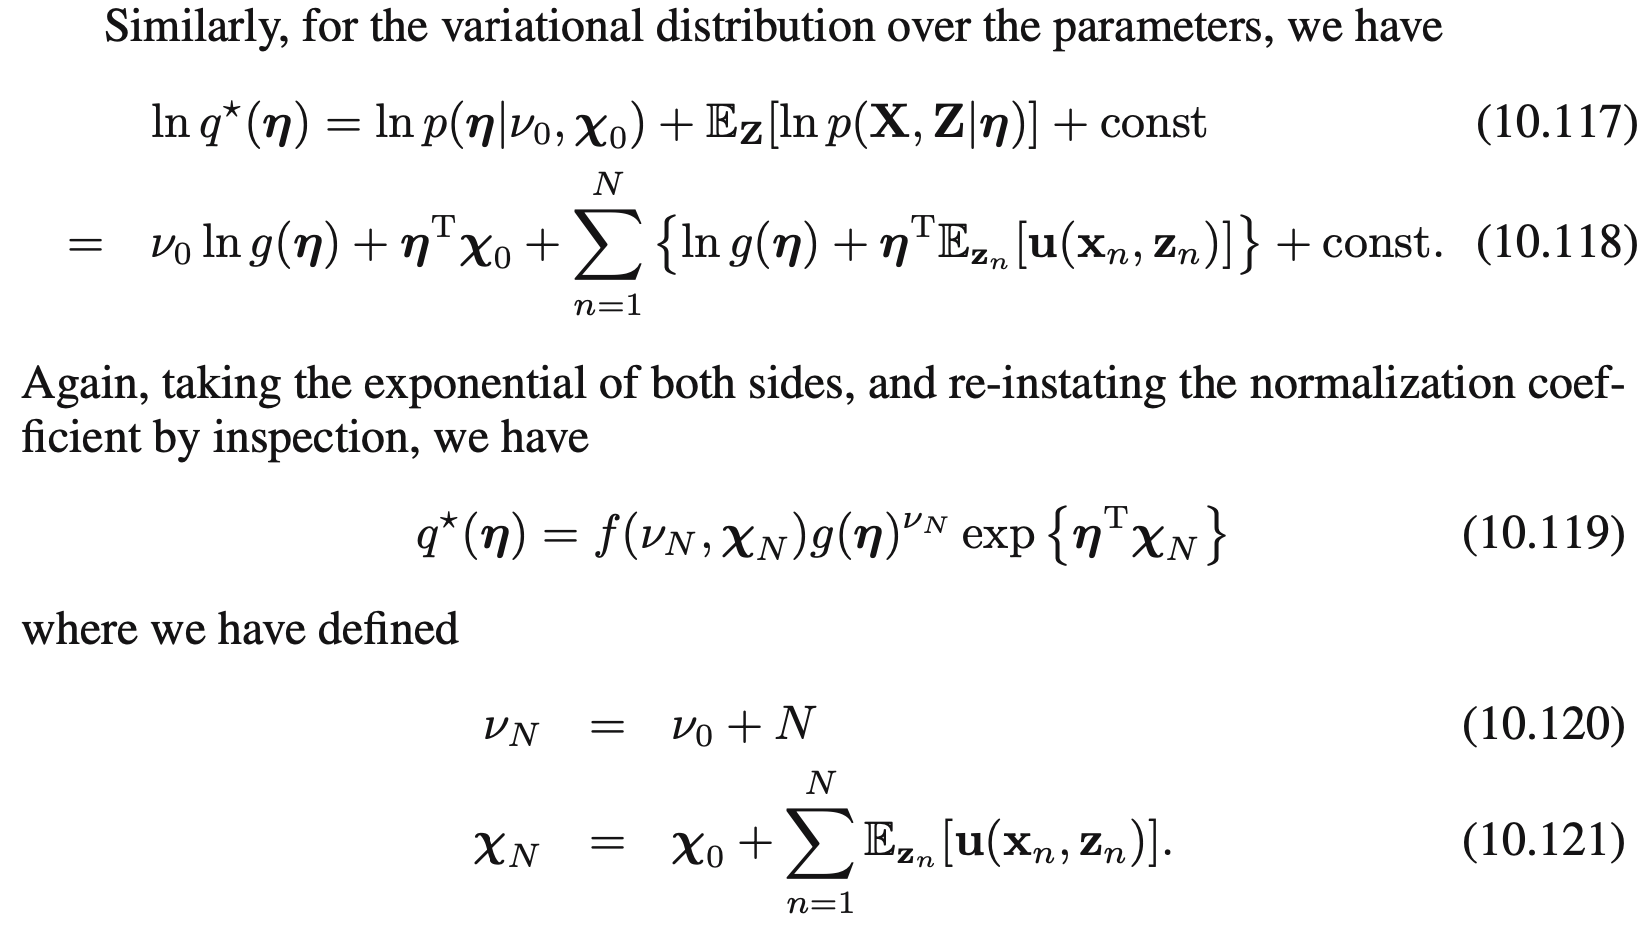 Similarly, for the variational distribution over the parameters, we have
ln q⋆(η) = ln p(η|ν₀, χ₀) + 𝔼_Z[ln p(X, Z|η)] + const (10.117)
= ν₀ ln g(η) + ηᵀχ₀ + ∑_{n=1}^{N} {ln g(η) + ηᵀ𝔼_{zₙ}[u(xₙ, zₙ)]} + const. (10.118)
Again, taking the exponential of both sides, and re-instating the normalization coef-
ficient by inspection, we have
q⋆(η) = f(ν_N, χ_N)g(η)^{ν_N} exp {ηᵀχ_N} (10.119)
where we have defined
ν_N = ν₀ + N (10.120)
χ_N = χ₀ + ∑_{n=1}^{N} 𝔼_{zₙ}[u(xₙ, zₙ)]. (10.121)